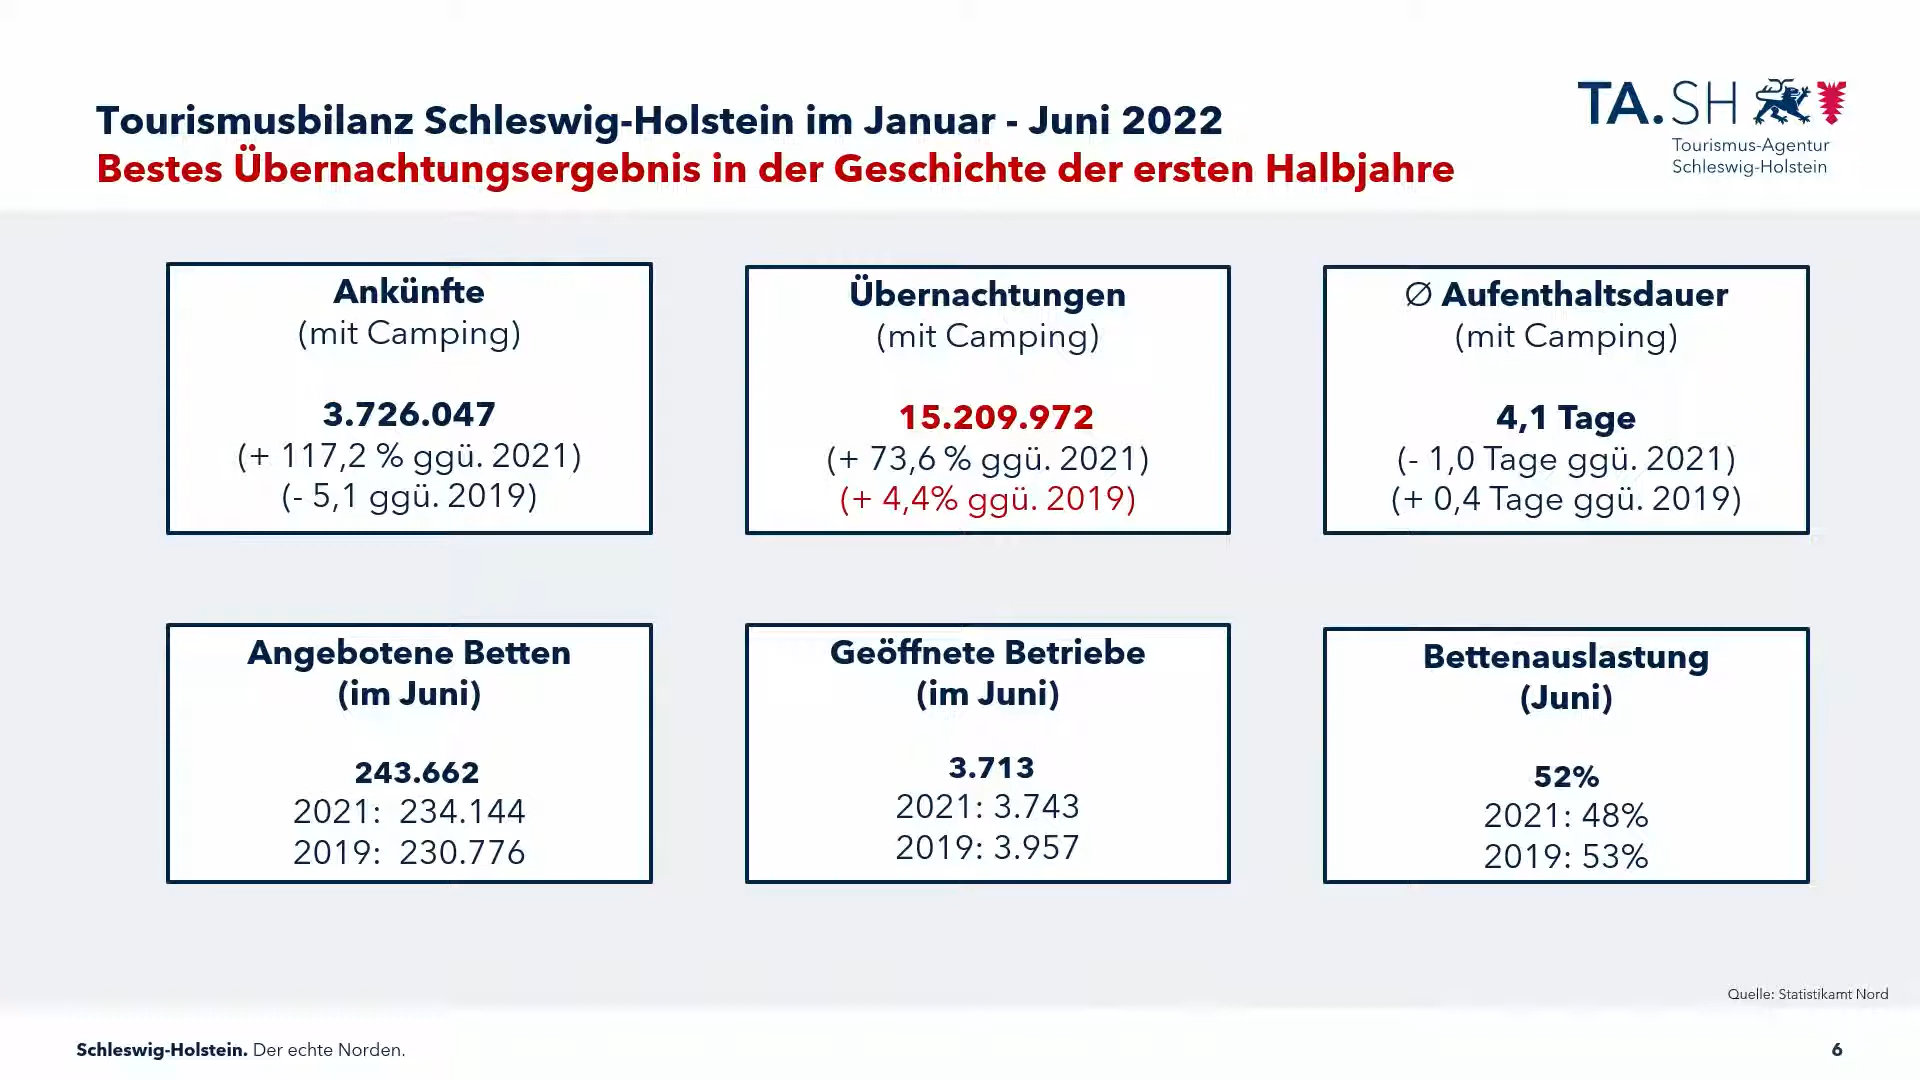 Tourismusbilanz Schleswig-Holstein im Januar - Juni 2022
Bestes Übernachtungsergebnis in der Geschichte der ersten Halbjahre
TA.SH
Tourismus-Agentur
Schleswig-Holstein
Ankünfte
(mit Camping)
3.726.047
(+ 117,2 % ggü. 2021)
(- 5,1 ggü. 2019)
Übernachtungen
(mit Camping)
15.209.972
(+ 73,6 % ggü. 2021)
(+ 4,4% ggü. 2019)
∅ Aufenthaltsdauer
(mit Camping)
4,1 Tage
(- 1,0 Tage ggü. 2021)
(+ 0,4 Tage ggü. 2019)
Angebotene Betten
(im Juni)
243.662
2021: 234.144
2019: 230.776
Geöffnete Betriebe
(im Juni)
3.713
2021: 3.743
2019: 3.957
Bettenauslastung
(Juni)
52%
2021: 48%
2019: 53%
Quelle: Statistikamt Nord
Schleswig-Holstein. Der echte Norden.
6